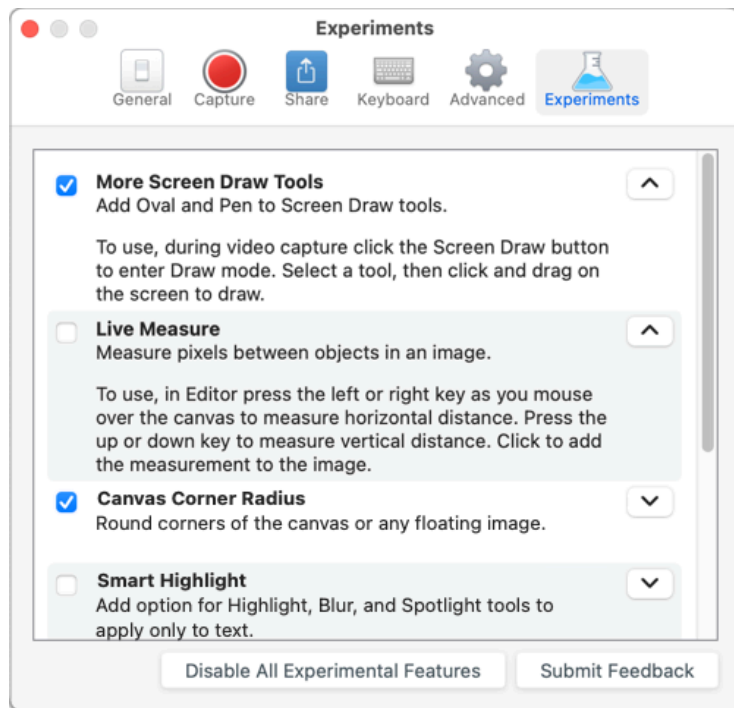 Experiments
General Capture Share Keyboard Advanced Experiments
More Screen Draw Tools
Add Oval and Pen to Screen Draw tools.
To use, during video capture click the Screen Draw button
to enter Draw mode. Select a tool, then click and drag on
the screen to draw.
Live Measure
Measure pixels between objects in an image.
To use, in Editor press the left or right key as you mouse
over the canvas to measure horizontal distance. Press the
up or down key to measure vertical distance. Click to add
the measurement to the image.
Canvas Corner Radius
Round corners of the canvas or any floating image.
Smart Highlight
Add option for Highlight, Blur, and Spotlight tools to
apply only to text.
Disable All Experimental Features Submit Feedback